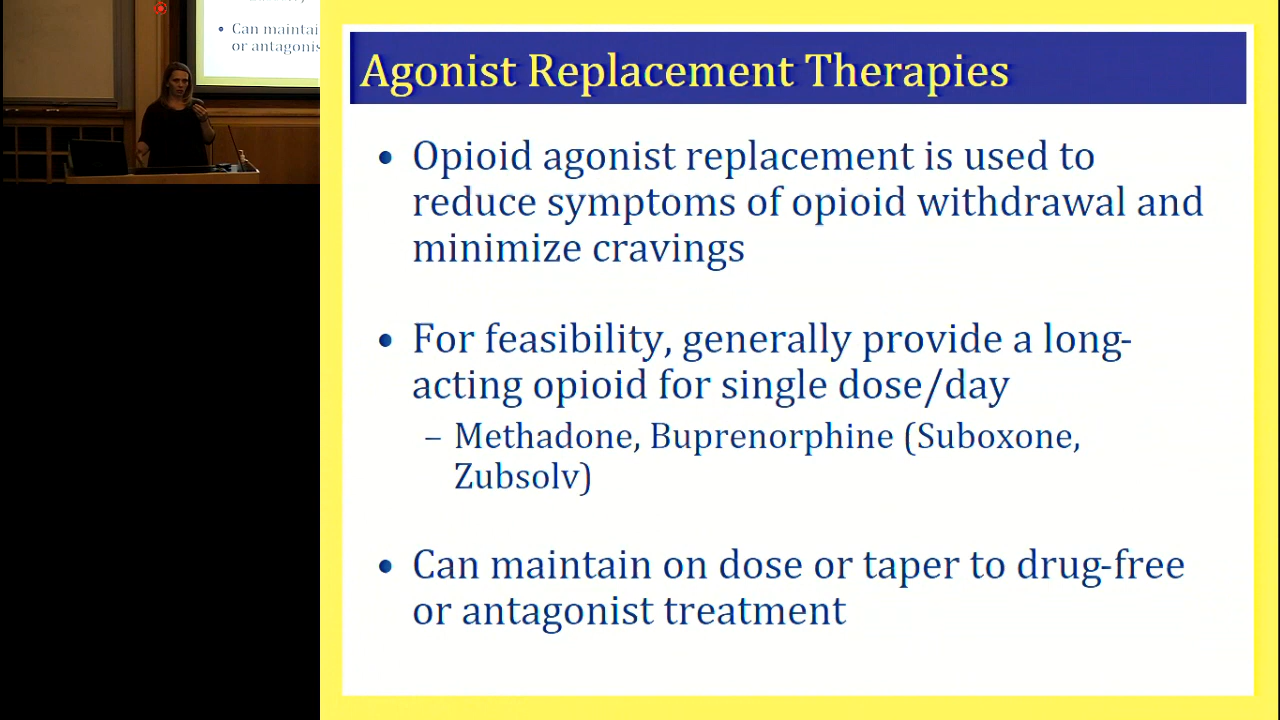 Can maintai
or antagonis
Agonist Replacement Therapies
• Opioid agonist replacement is used to
reduce symptoms of opioid withdrawal and
minimize cravings
• For feasibility, generally provide a long-
acting opioid for single dose/day
– Methadone, Buprenorphine (Suboxone,
Zubsolv)
• Can maintain on dose or taper to drug-free
or antagonist treatment